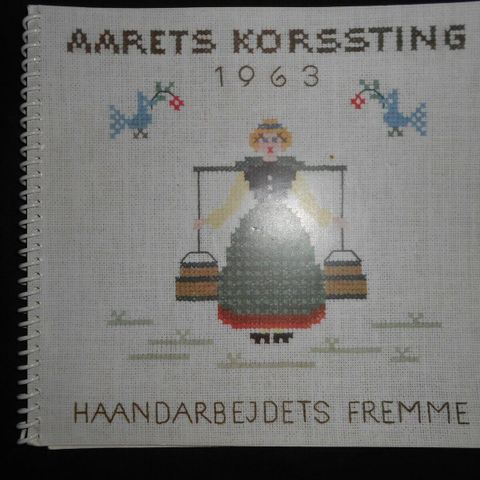 AARETS KORSSTING
1963
HAANDARBEJDETS FREMME